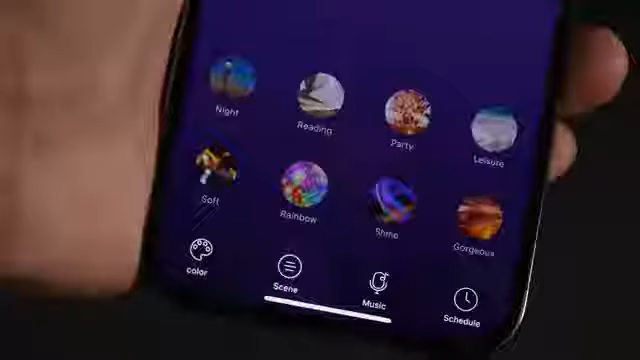 Night Reading Party Leisure
Soft Rainbow Shine Gorgeous
color Scene Music Schedule